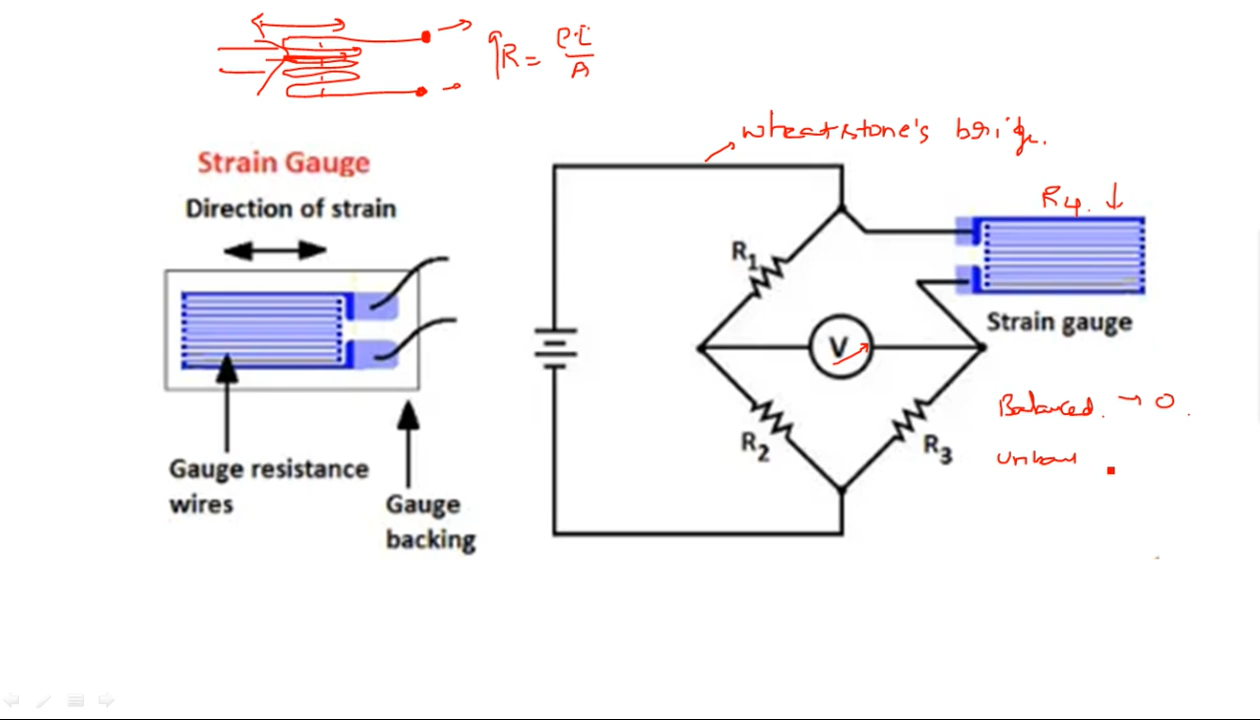 ↑R = ρ.L
A
wheatstone's bridge.
Strain Gauge
Direction of strain
Gauge resistance
wires
Gauge
backing
R4. ↓
R1
V
Strain gauge
R2
R3
Balanced. → 0.
unbal